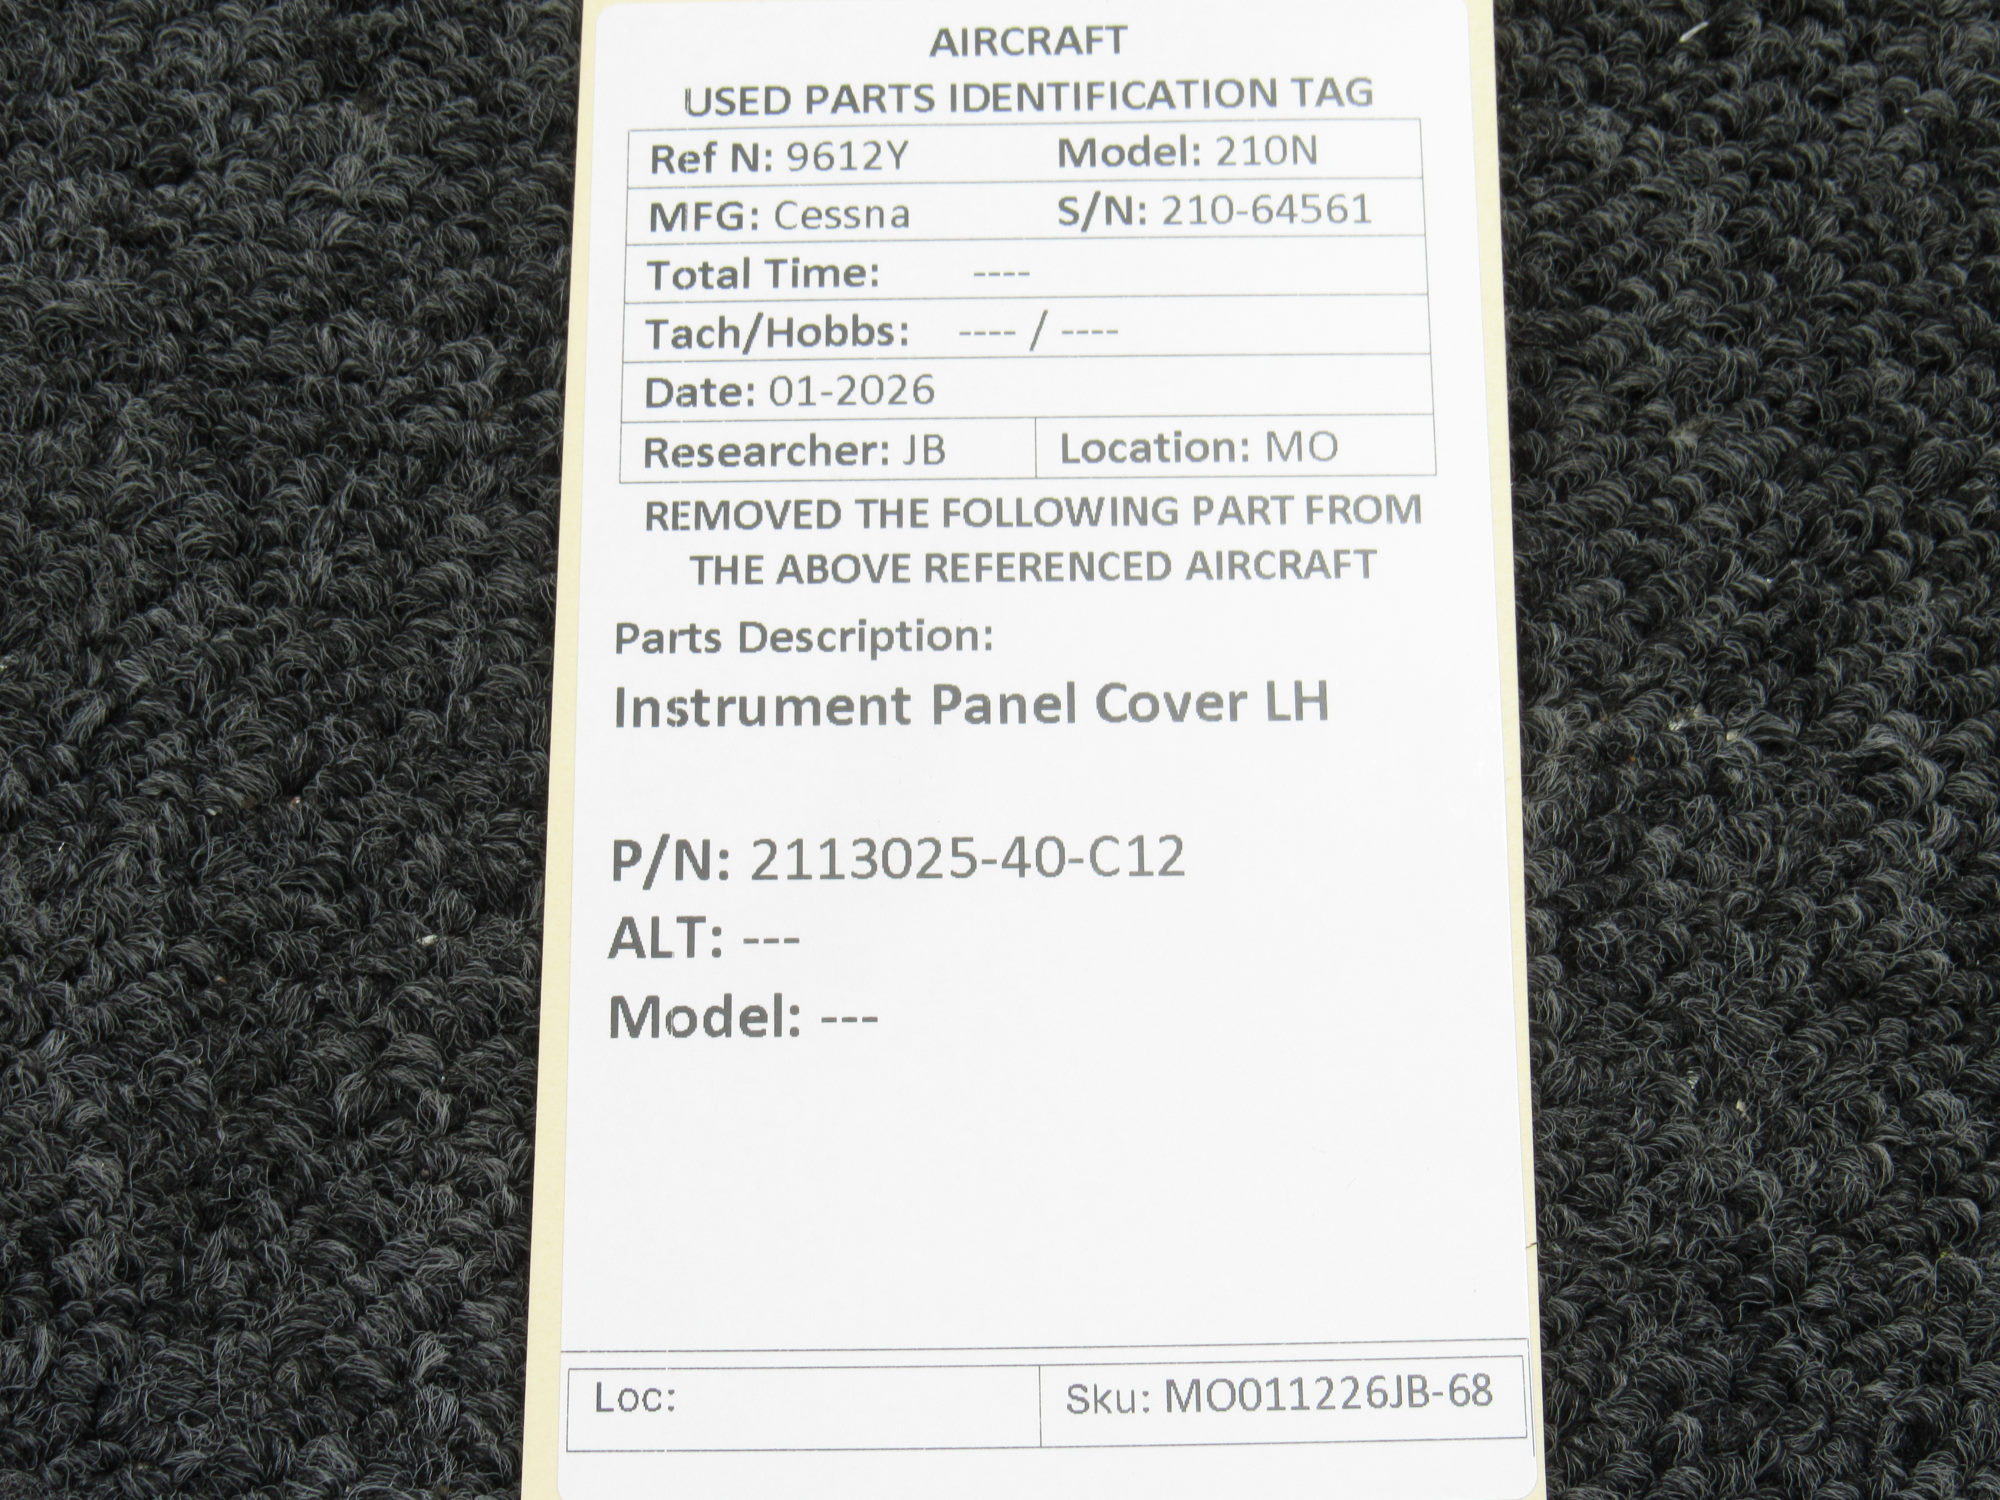 AIRCRAFT
USED PARTS IDENTIFICATION TAG
Ref N: 9612Y Model: 210N
MFG: Cessna S/N: 210-64561
Total Time: ----
Tach/Hobbs: ---- / ----
Date: 01-2026
Researcher: JB Location: MO
REMOVED THE FOLLOWING PART FROM
THE ABOVE REFERENCED AIRCRAFT
Parts Description:
Instrument Panel Cover LH
P/N: 2113025-40-C12
ALT: ---
Model: ---
Loc: Sku: MO011226JB-68